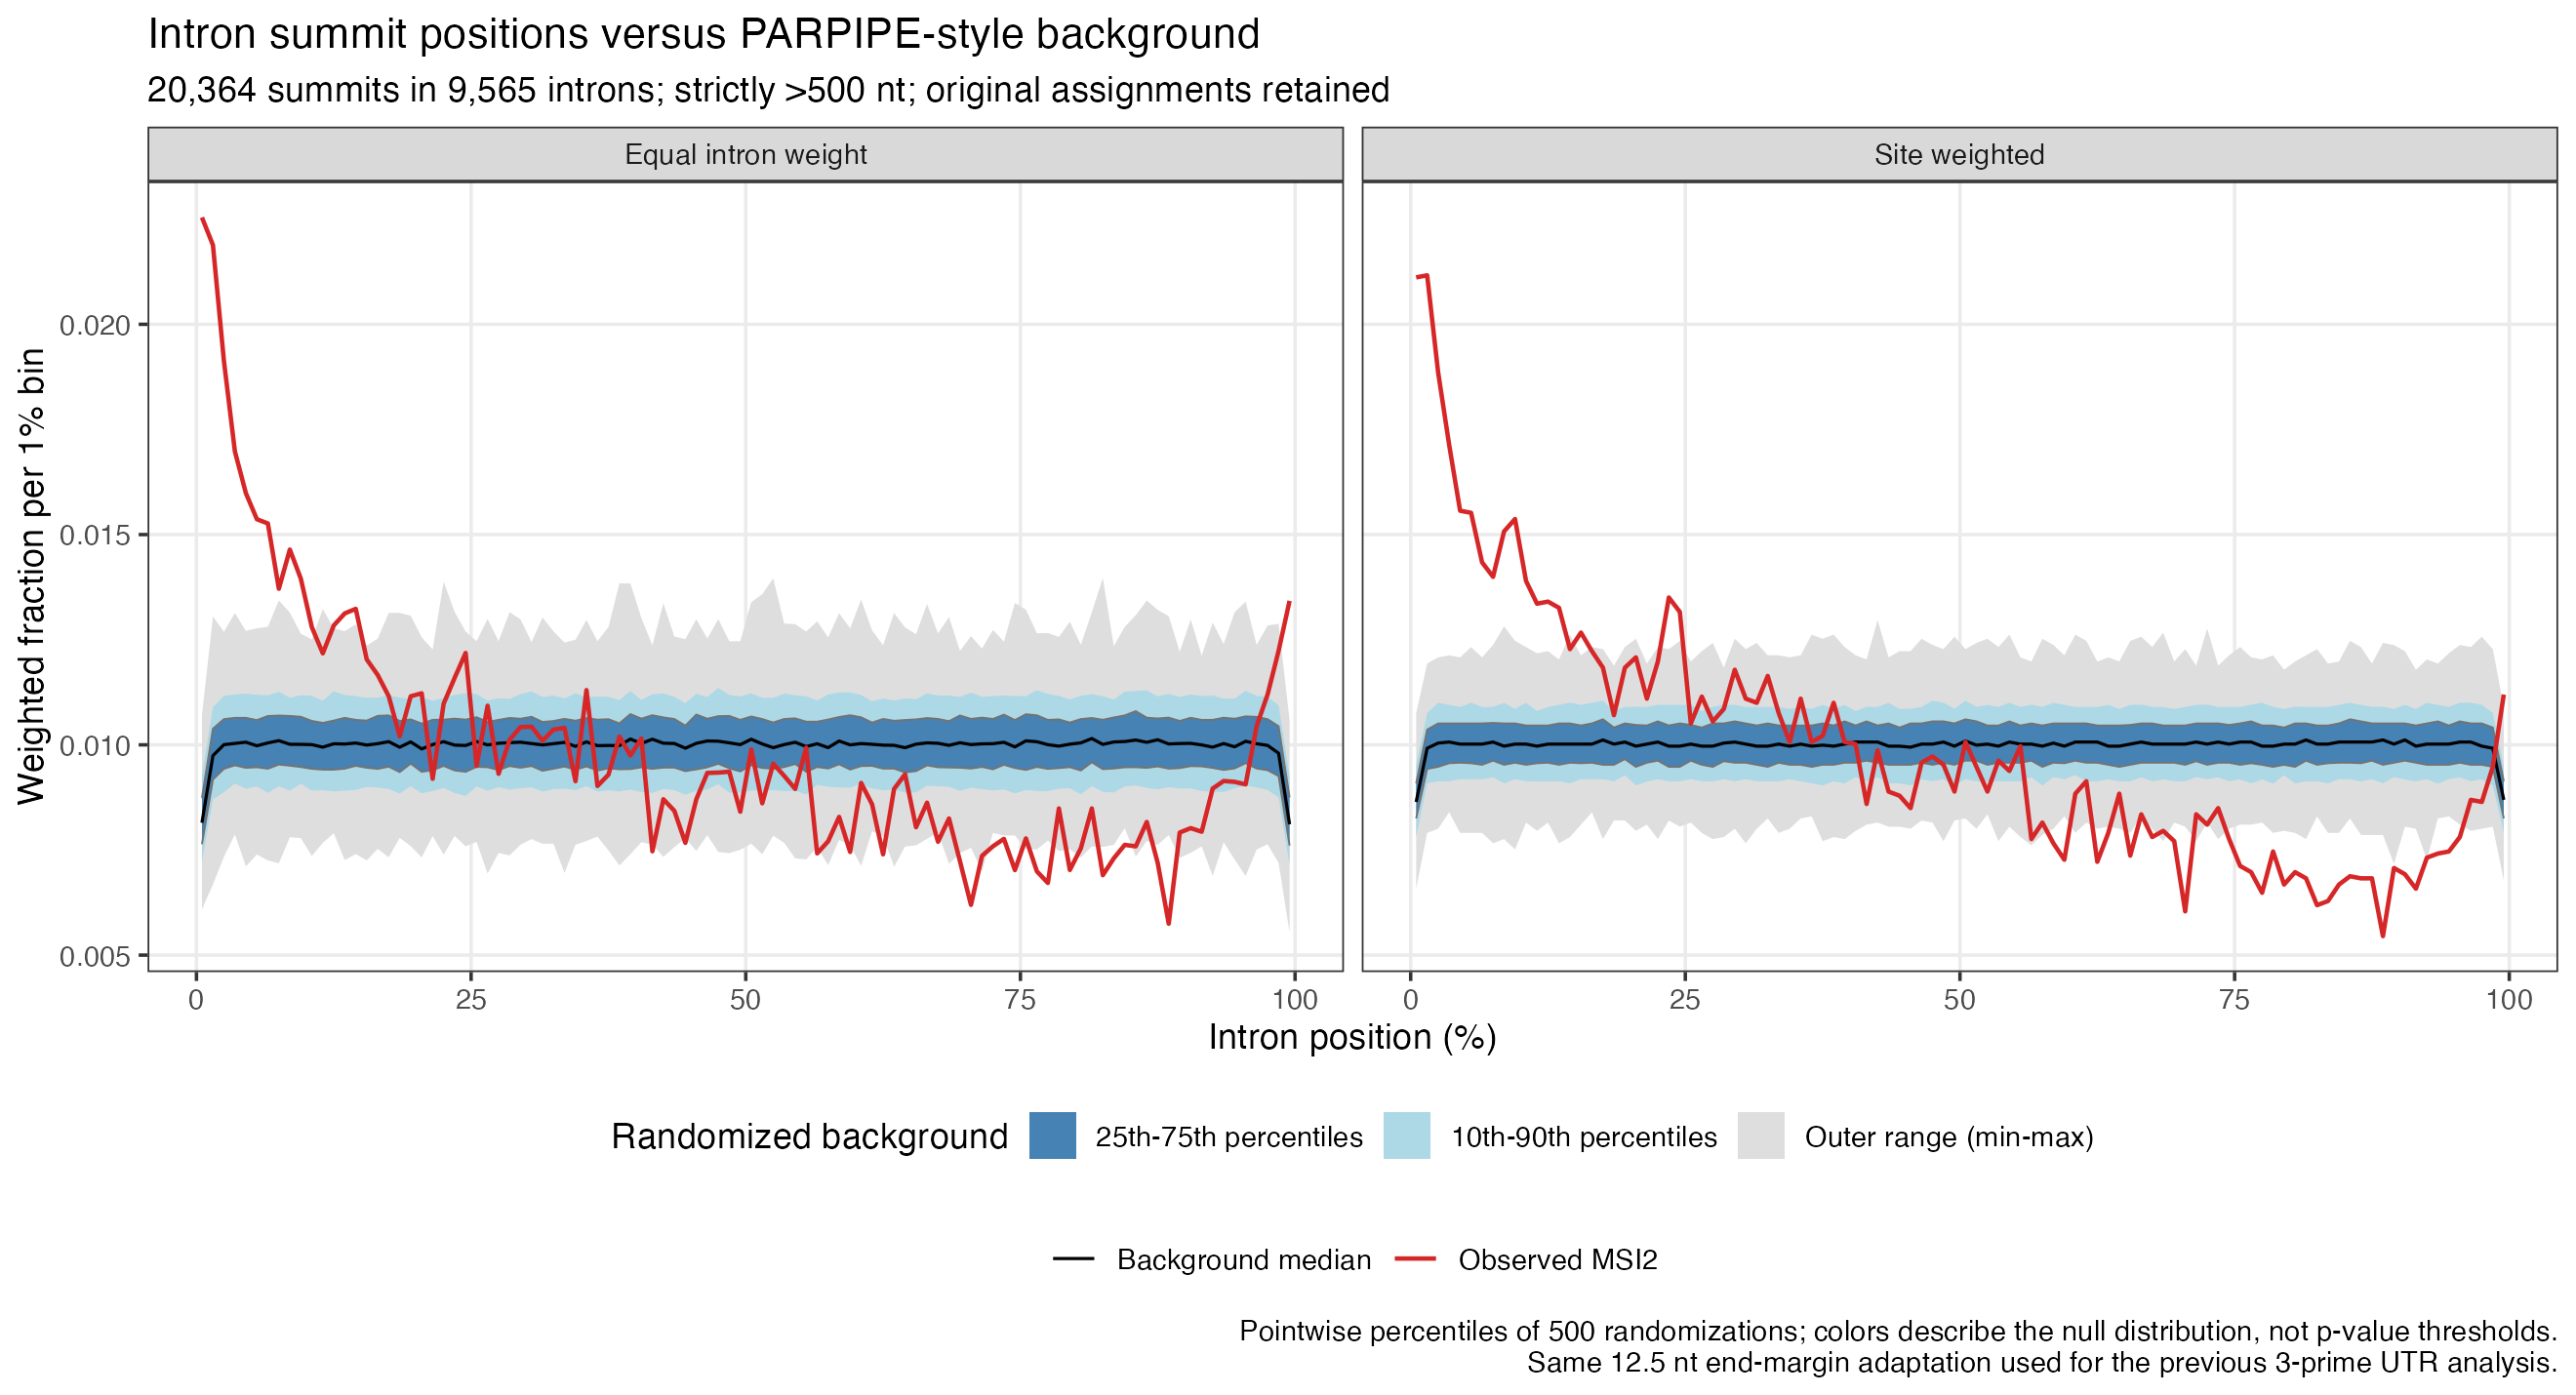 Intron summit positions versus PARPIPE-style background
20,364 summits in 9,565 introns; strictly >500 nt; original assignments retained
Equal intron weight
Site weighted
Weighted fraction per 1% bin
0.020
0.015
0.010
0.005
0 25 50 75 100
0 25 50 75 100
Intron position (%)
Randomized background 25th-75th percentiles 10th-90th percentiles Outer range (min-max)
Background median Observed MSI2
Pointwise percentiles of 500 randomizations; colors describe the null distribution, not p-value thresholds.
Same 12.5 nt end-margin adaptation used for the previous 3-prime UTR analysis.